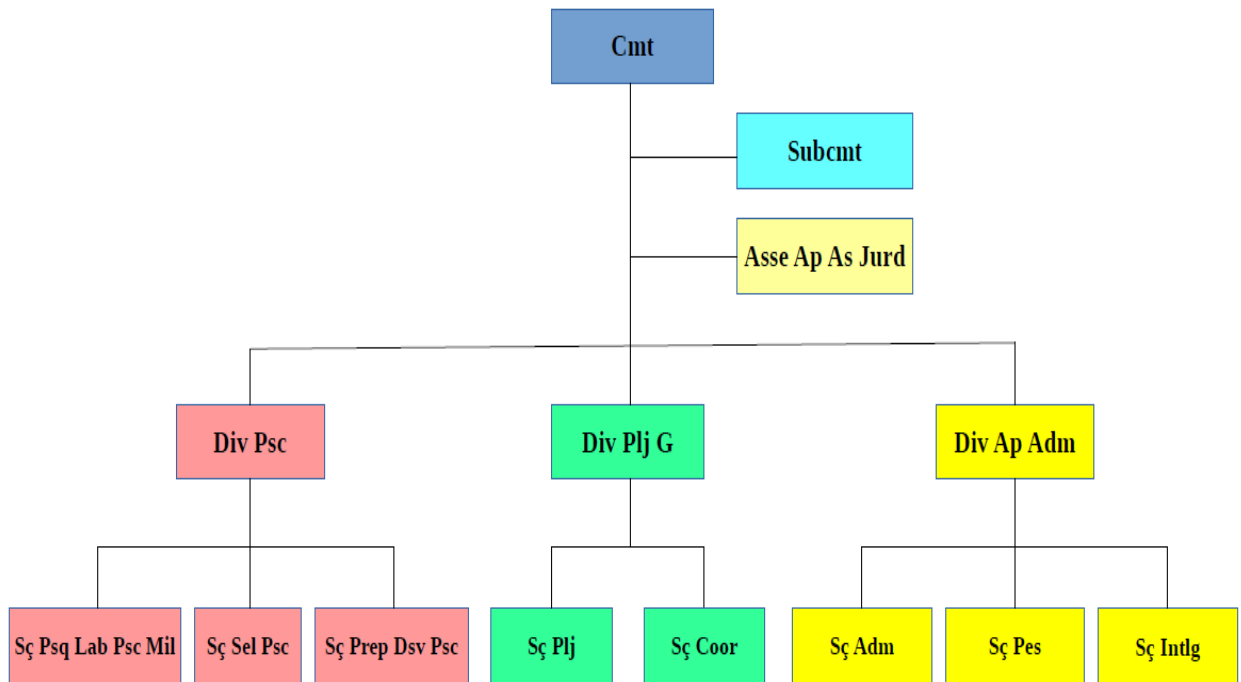 Cmt
Subcmt
Asse Ap As Jurd
Div Psc
Div Plj G
Div Ap Adm
Sç Psq Lab Psc Mil
Sç Sel Psc
Sç Prep Dsv Psc
Sç Plj
Sç Coor
Sç Adm
Sç Pes
Sç Intlg